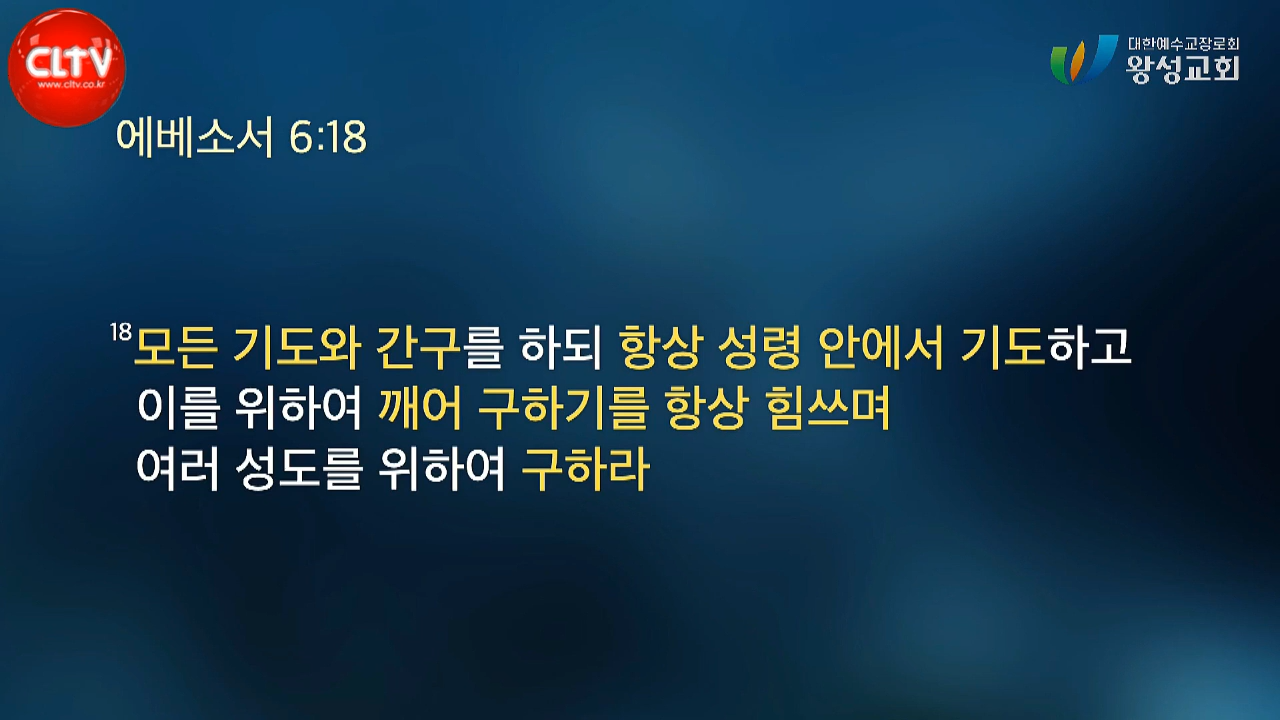 CLTV
www.cltv.co.kr
대한예수교장로회
왕성교회
에베소서 6:18
18 모든 기도와 간구를 하되 항상 성령 안에서 기도하고
이를 위하여 깨어 구하기를 항상 힘쓰며
여러 성도를 위하여 구하라